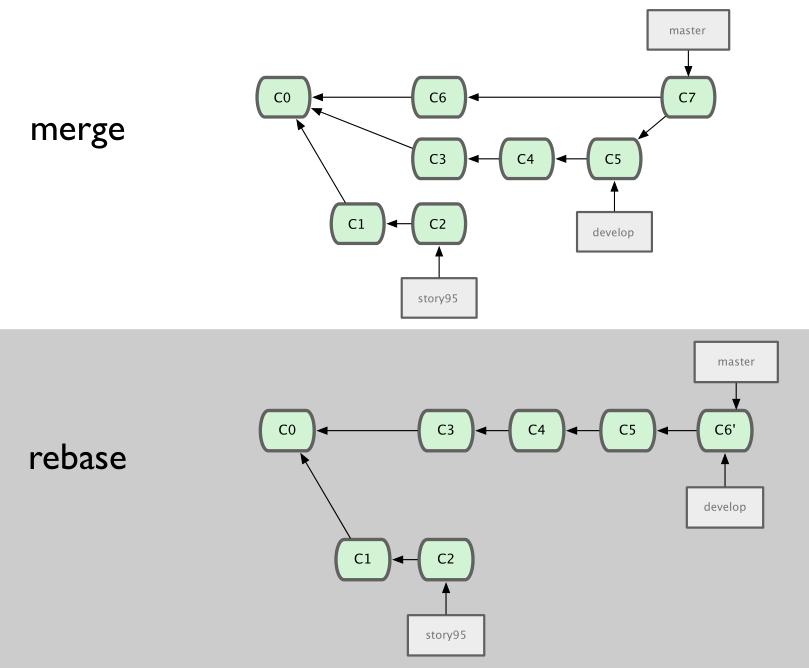 master
C0 C6 C7
merge
C3 C4 C5
C1 C2
develop
story95
master
C0 C3 C4 C5 C6'
rebase
develop
C1 C2
story95